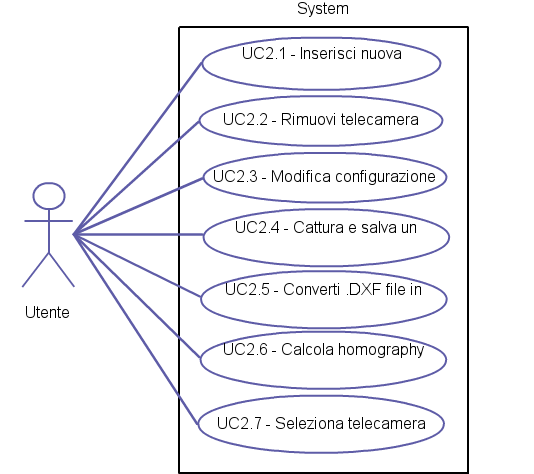 System
UC2.1 - Inserisci nuova
UC2.2 - Rimuovi telecamera
UC2.3 - Modifica configurazione
UC2.4 - Cattura e salva un
UC2.5 - Converti .DXF file in
UC2.6 - Calcola homography
UC2.7 - Seleziona telecamera
Utente